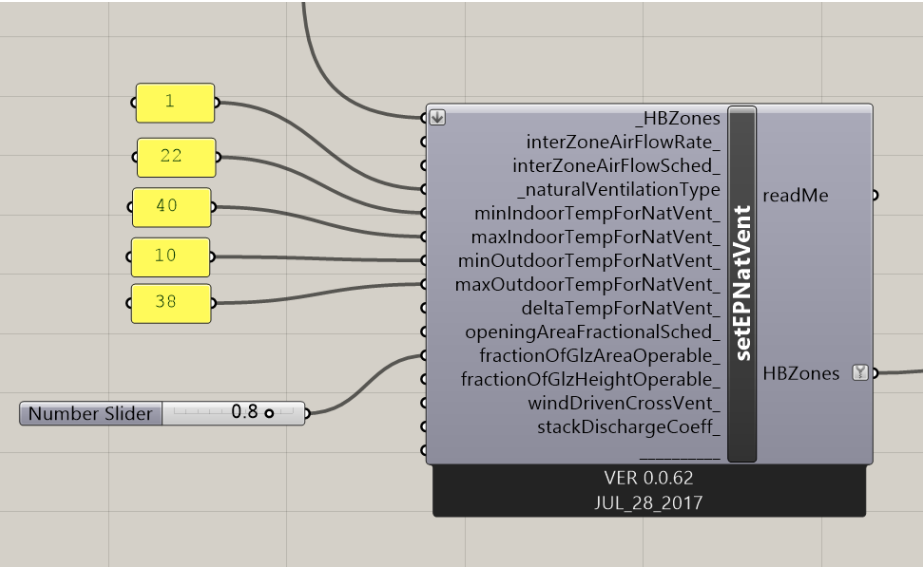 1
22
40
10
38
Number Slider
0.8
_HBZones
interZoneAirFlowRate_
interZoneAirFlowSched_
_naturalVentilationType
minIndoorTempForNatVent_
maxIndoorTempForNatVent_
minOutdoorTempForNatVent_
maxOutdoorTempForNatVent_
deltaTempForNatVent_
openingAreaFractionalSched_
fractionOfGlzAreaOperable_
fractionOfGlzHeightOperable_
windDrivenCrossVent_
stackDischargeCoeff_
__________
setEPNatVent
readMe
HBZones
VER 0.0.62
JUL_28_2017